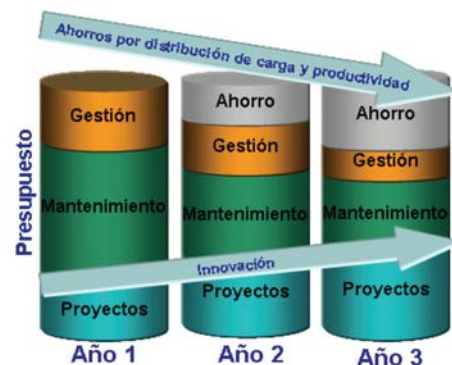 Ahorros por distribución de carga y productividad
Presupuesto
Gestión
Mantenimiento
Proyectos
Año 1
Ahorro
Gestión
Mantenimiento
Proyectos
Año 2
Ahorro
Gestión
Mantenimiento
Proyectos
Año 3
Innovación